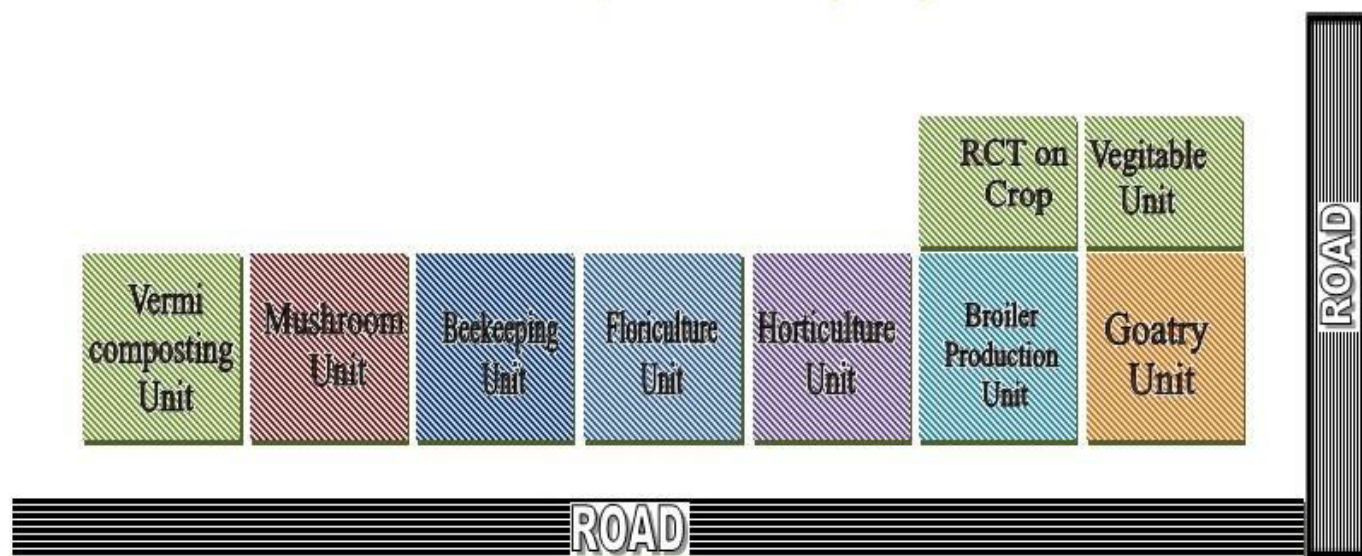 RCT on
Crop
Vegitable
Unit
Vermi
composting
Unit
Mushroom
Unit
Beekeeping
Unit
Floriculture
Unit
Horticulture
Unit
Broiler
Production
Unit
Goatry
Unit
ROAD
ROAD